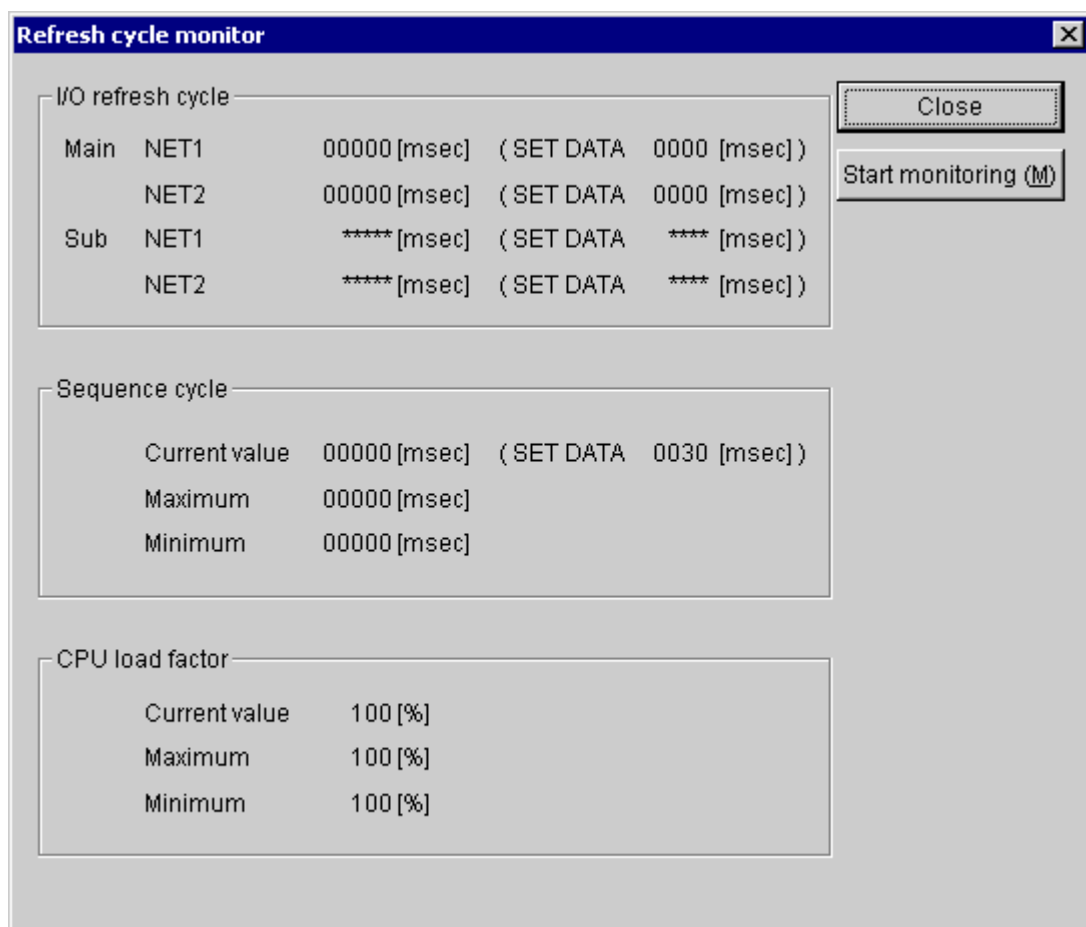 Refresh cycle monitor
I/O refresh cycle
Close
Main NET1 00000 [msec] ( SET DATA 0000 [msec] )
Start monitoring (M)
NET2 00000 [msec] ( SET DATA 0000 [msec] )
Sub NET1 ***** [msec] ( SET DATA **** [msec] )
NET2 ***** [msec] ( SET DATA **** [msec] )
Sequence cycle
Current value 00000 [msec] ( SET DATA 0030 [msec] )
Maximum 00000 [msec]
Minimum 00000 [msec]
CPU load factor
Current value 100 [%]
Maximum 100 [%]
Minimum 100 [%]